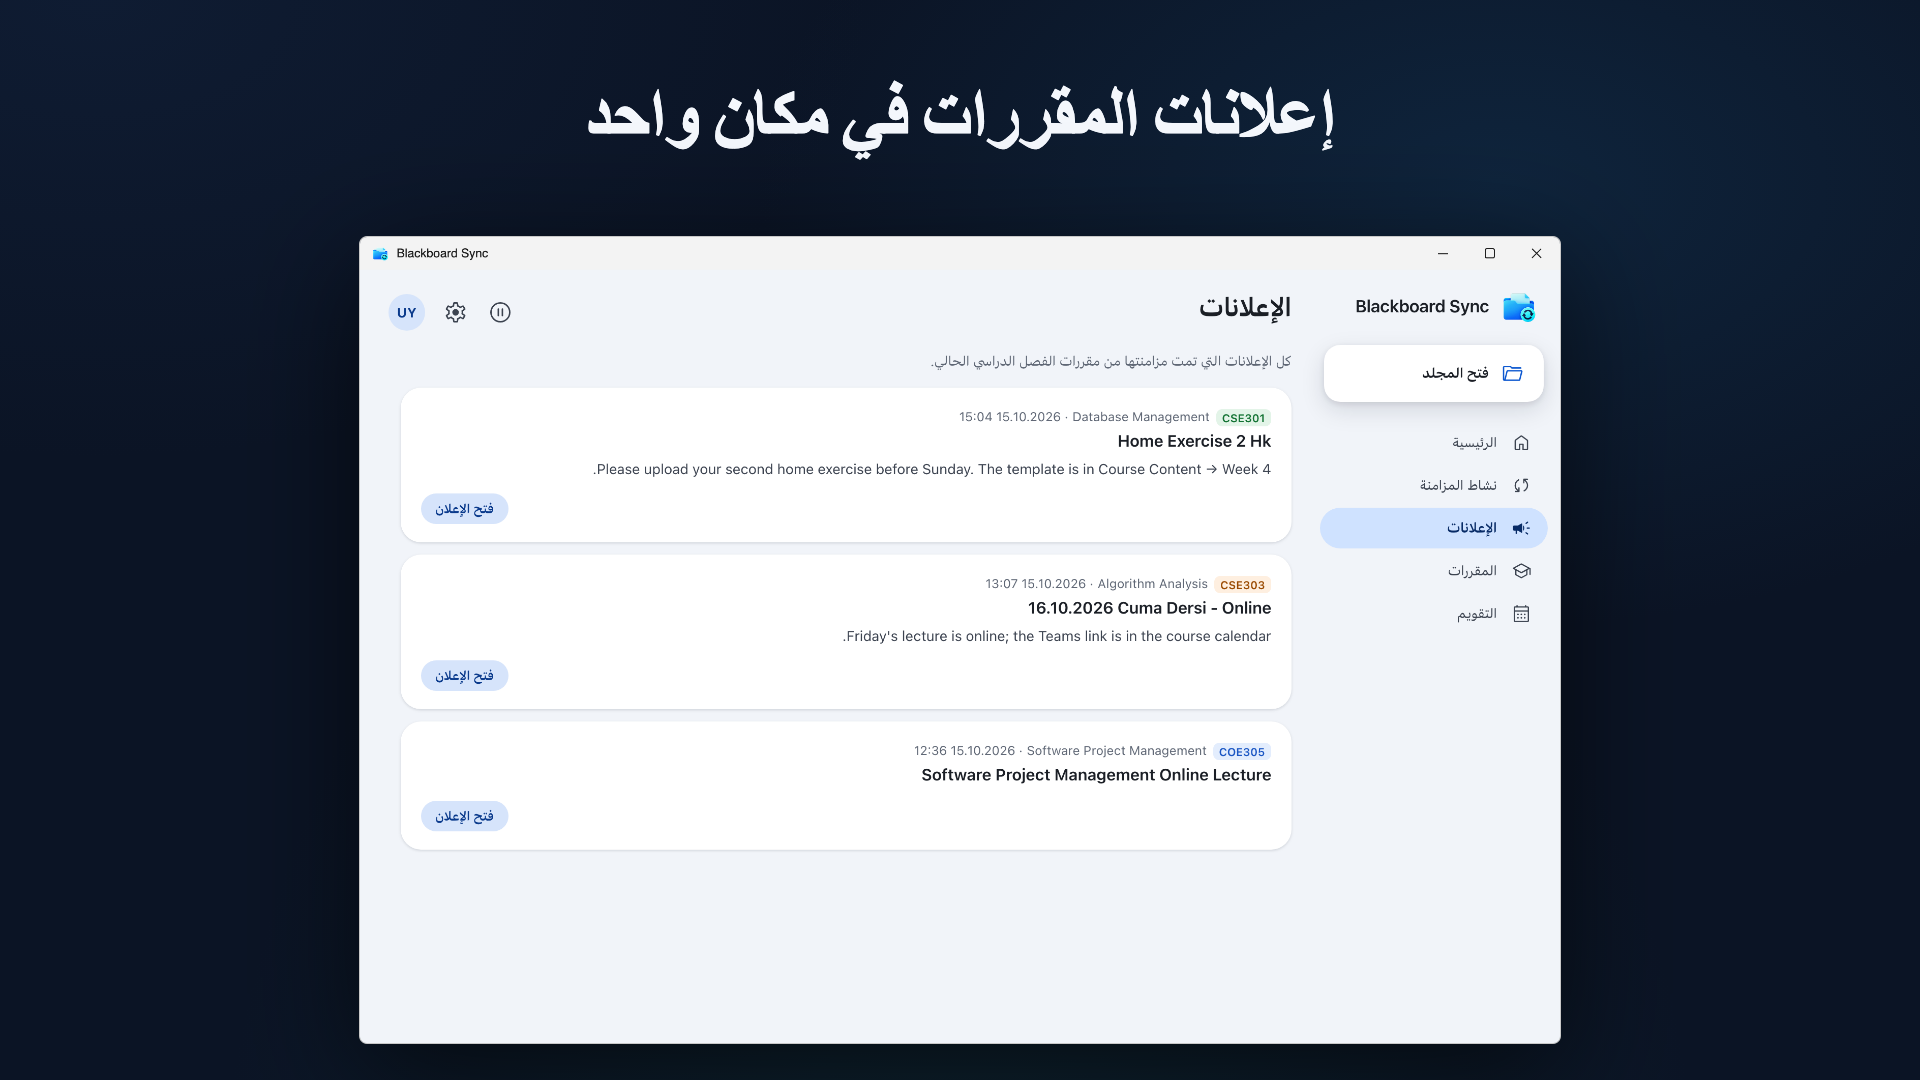 إعلانات المقررات في مكان واحد
Blackboard Sync
Blackboard Sync
فتح المجلد
الرئيسية
نشاط المزامنة
الإعلانات
المقررات
التقويم
الإعلانات
UY
كل الإعلانات التي تمت مزامنتها من مقررات الفصل الدراسي الحالي.
CSE301 Database Management · 15.10.2026 15:04
Home Exercise 2 Hk
Please upload your second home exercise before Sunday. The template is in Course Content → Week 4.
فتح الإعلان
CSE303 Algorithm Analysis · 15.10.2026 13:07
16.10.2026 Cuma Dersi - Online
Friday's lecture is online; the Teams link is in the course calendar.
فتح الإعلان
COE305 Software Project Management · 15.10.2026 12:36
Software Project Management Online Lecture
فتح الإعلان